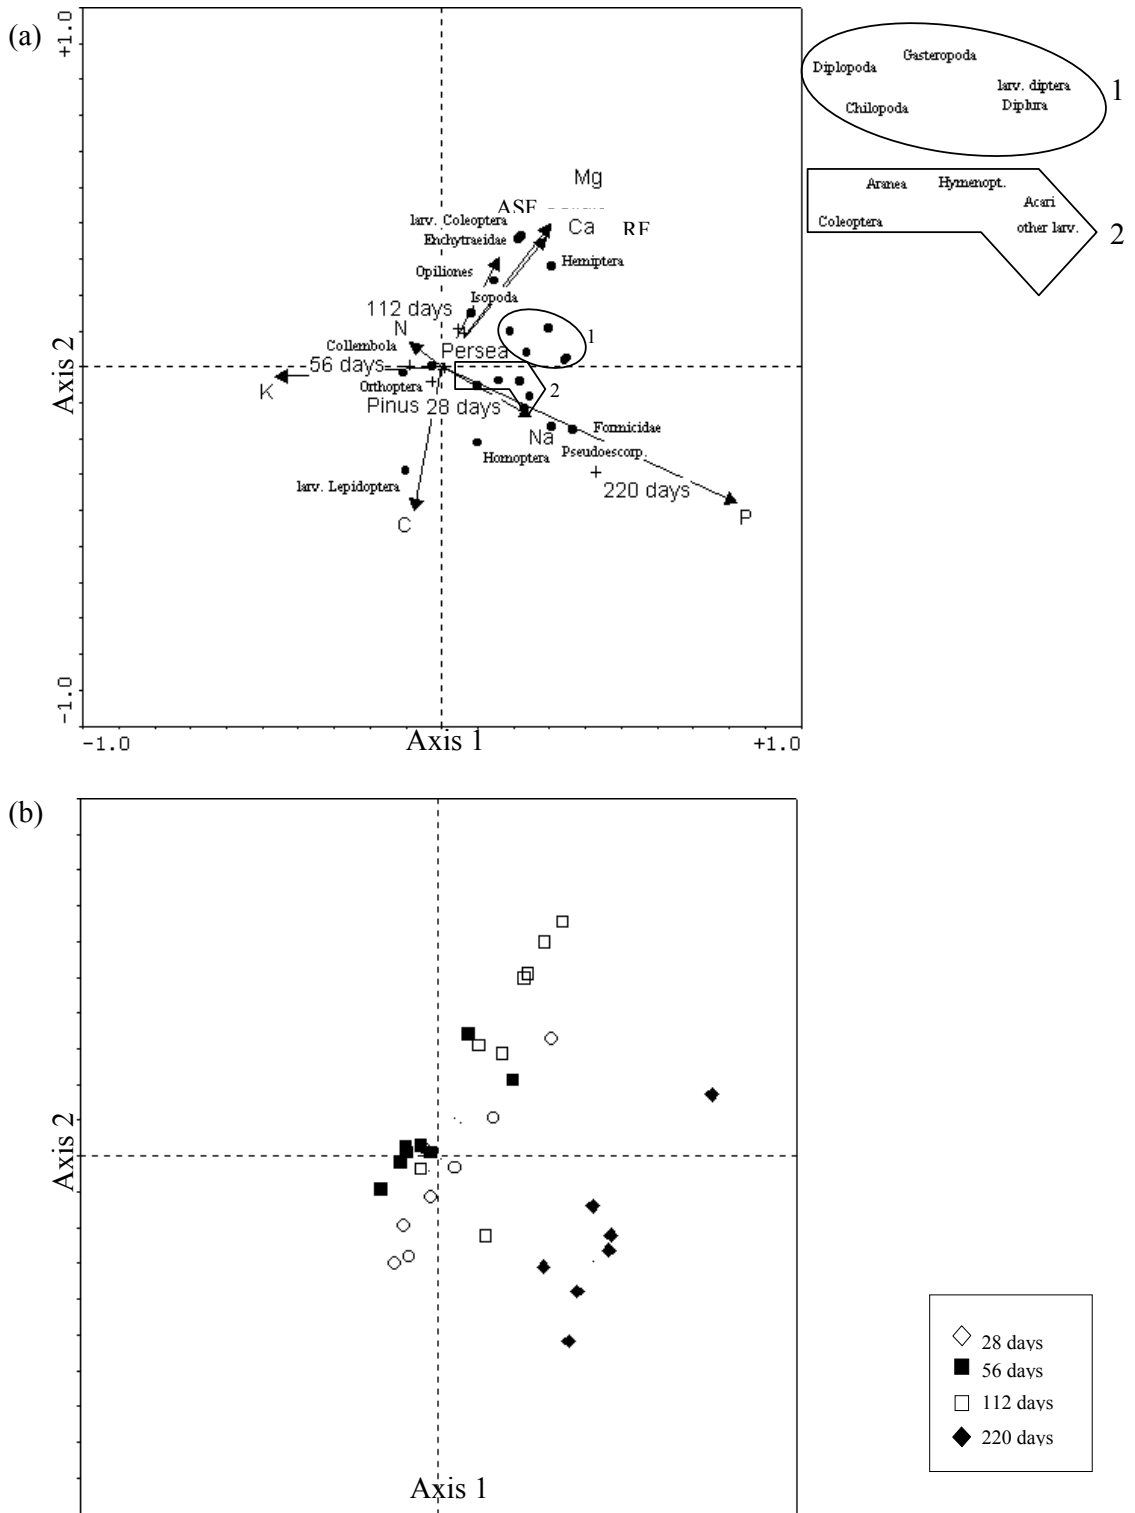 (a)
+1.0
Diplopoda
Gasteropoda
larv. diptera
Diplura
Chilopoda
1
Aranea
Hymenopt.
Acari
Coleoptera
other larv.
2
Mg
ASF
larv. Coleoptera
Ca
RF
Enchytraeidae
Hemiptera
Opiliones
Isopoda
112 days
N
1
Collembola
Persea
56 days
K
Orthoptera
2
Pinus
28 days
Na
Formicidae
Homoptera
Pseudoescorp.
220 days
larv. Lepidoptera
C
P
Axis 2
-1.0
-1.0
Axis 1
+1.0
(b)
Axis 2
Axis 1
28 days
56 days
112 days
220 days